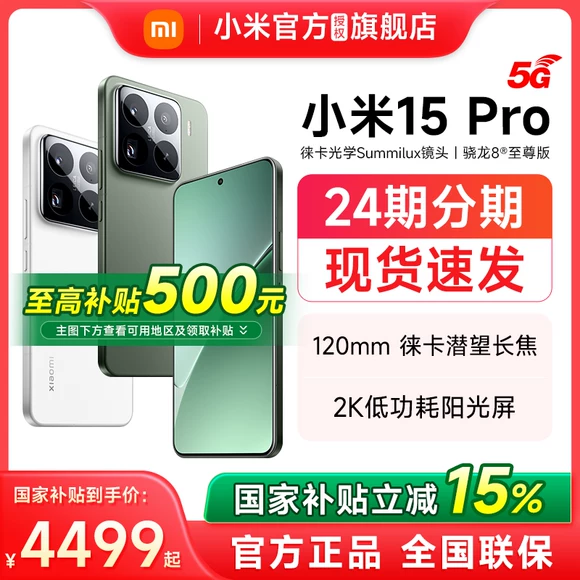 小米官方授权旗舰店
5G
小米15 Pro
徕卡光学Summilux镜头丨骁龙8®至尊版
24期分期
现货速发
至高补贴500元
主图下方查看可用地区及领取补贴
120mm 徕卡潜望长焦
2K低功耗阳光屏
xiaomi
国家补贴到手价:
¥4499起
国家补贴立减15%
官方正品 全国联保